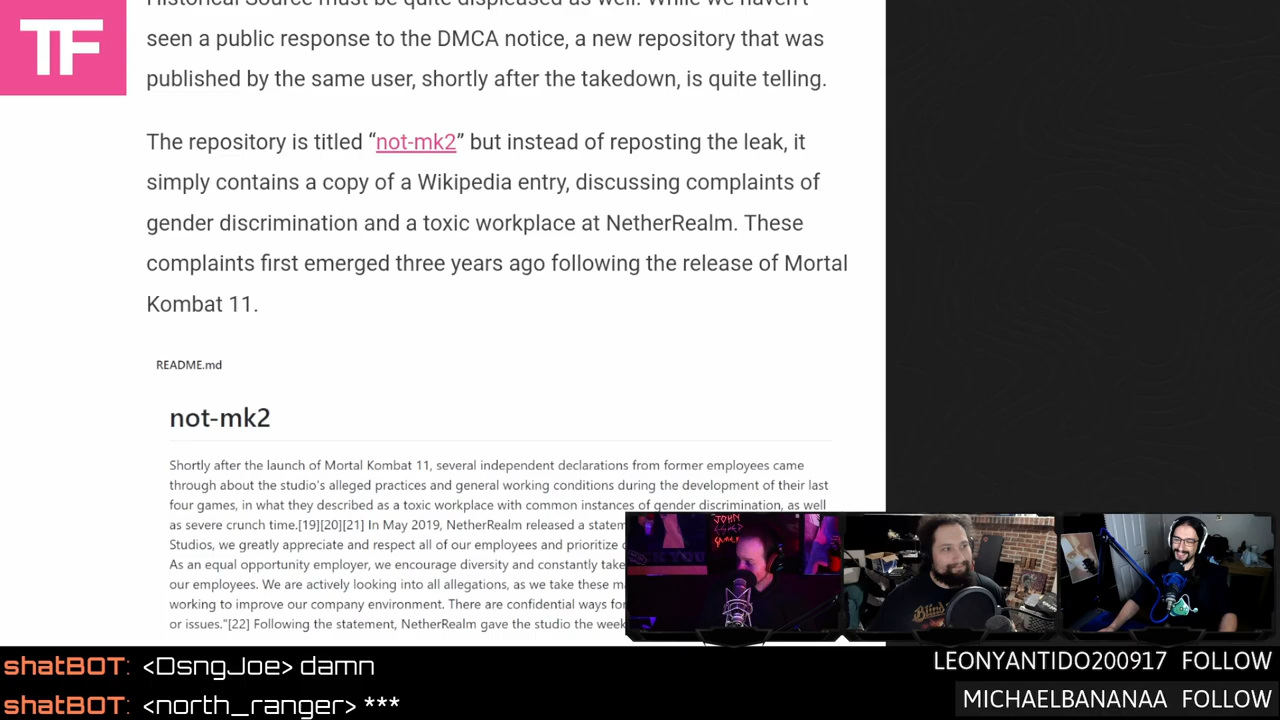 TF
Historical Source must be quite displeased as well. While we haven't
seen a public response to the DMCA notice, a new repository that was
published by the same user, shortly after the takedown, is quite telling.
The repository is titled “not-mk2” but instead of reposting the leak, it
simply contains a copy of a Wikipedia entry, discussing complaints of
gender discrimination and a toxic workplace at NetherRealm. These
complaints first emerged three years ago following the release of Mortal
Kombat 11.
README.md
not-mk2
Shortly after the launch of Mortal Kombat 11, several independent declarations from former employees came
through about the studio's alleged practices and general working conditions during the development of their last
four games, in what they described as a toxic workplace with common instances of gender discrimination, as well
as severe crunch time.[19][20][21] In May 2019, NetherRealm released a statem
Studios, we greatly appreciate and respect all of our employees and prioritize
As an equal opportunity employer, we encourage diversity and constantly take
our employees. We are actively looking into all allegations, as we take these ma
working to improve our company environment. There are confidential ways for
or issues."[22] Following the statement, NetherRealm gave the studio the week
JOHN
shatBOT: <DsngJoe> damn
shatBOT: <north_ranger> ***
LEONYANTIDO200917 FOLLOW
MICHAELBANANAA FOLLOW